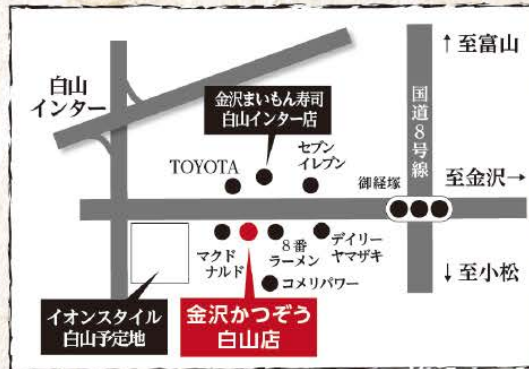 ↑至富山
白山
インター
金沢まいもん寿司
白山インター店
国道8号線
TOYOTA
セブン
イレブン
御経塚
至金沢→
マクド
ナルド
8番
ラーメン
デイリー
ヤマザキ
コメリパワー
↓至小松
イオンスタイル
白山予定地
金沢かつぞう
白山店